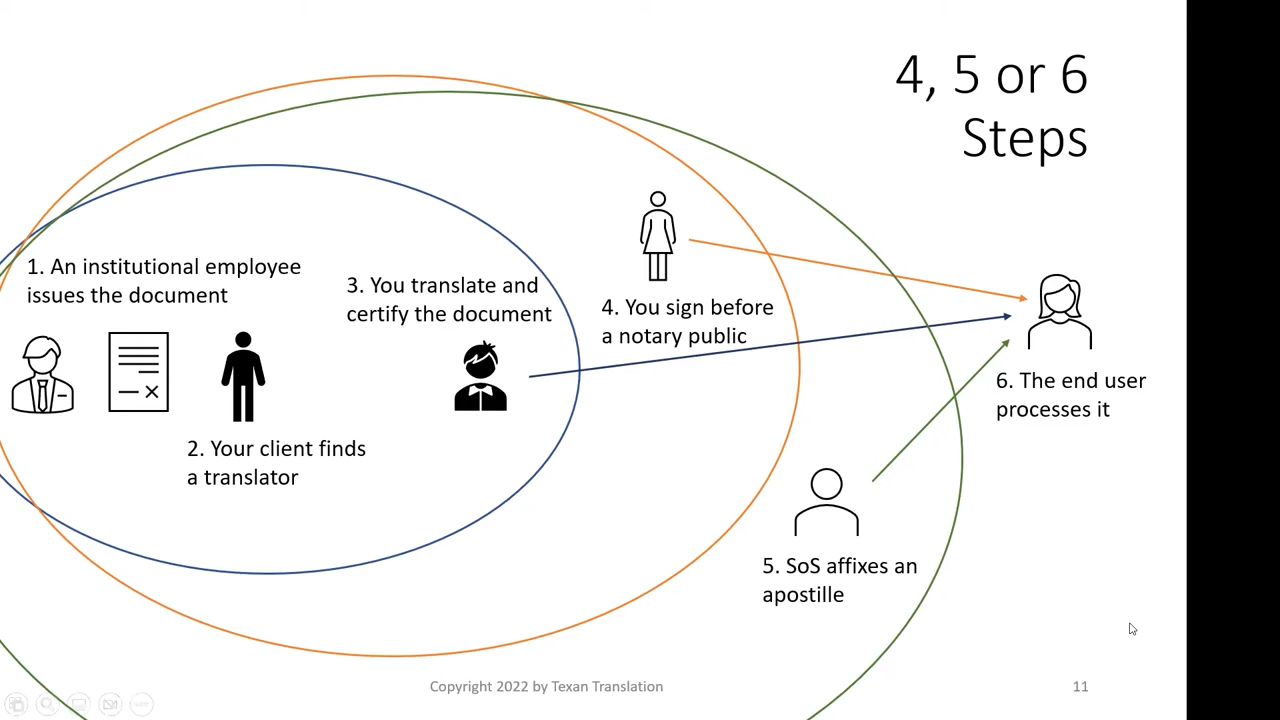 4, 5 or 6
Steps
1. An institutional employee
issues the document
3. You translate and
certify the document
4. You sign before
a notary public
6. The end user
processes it
2. Your client finds
a translator
5. SoS affixes an
apostille
Copyright 2022 by Texan Translation
11